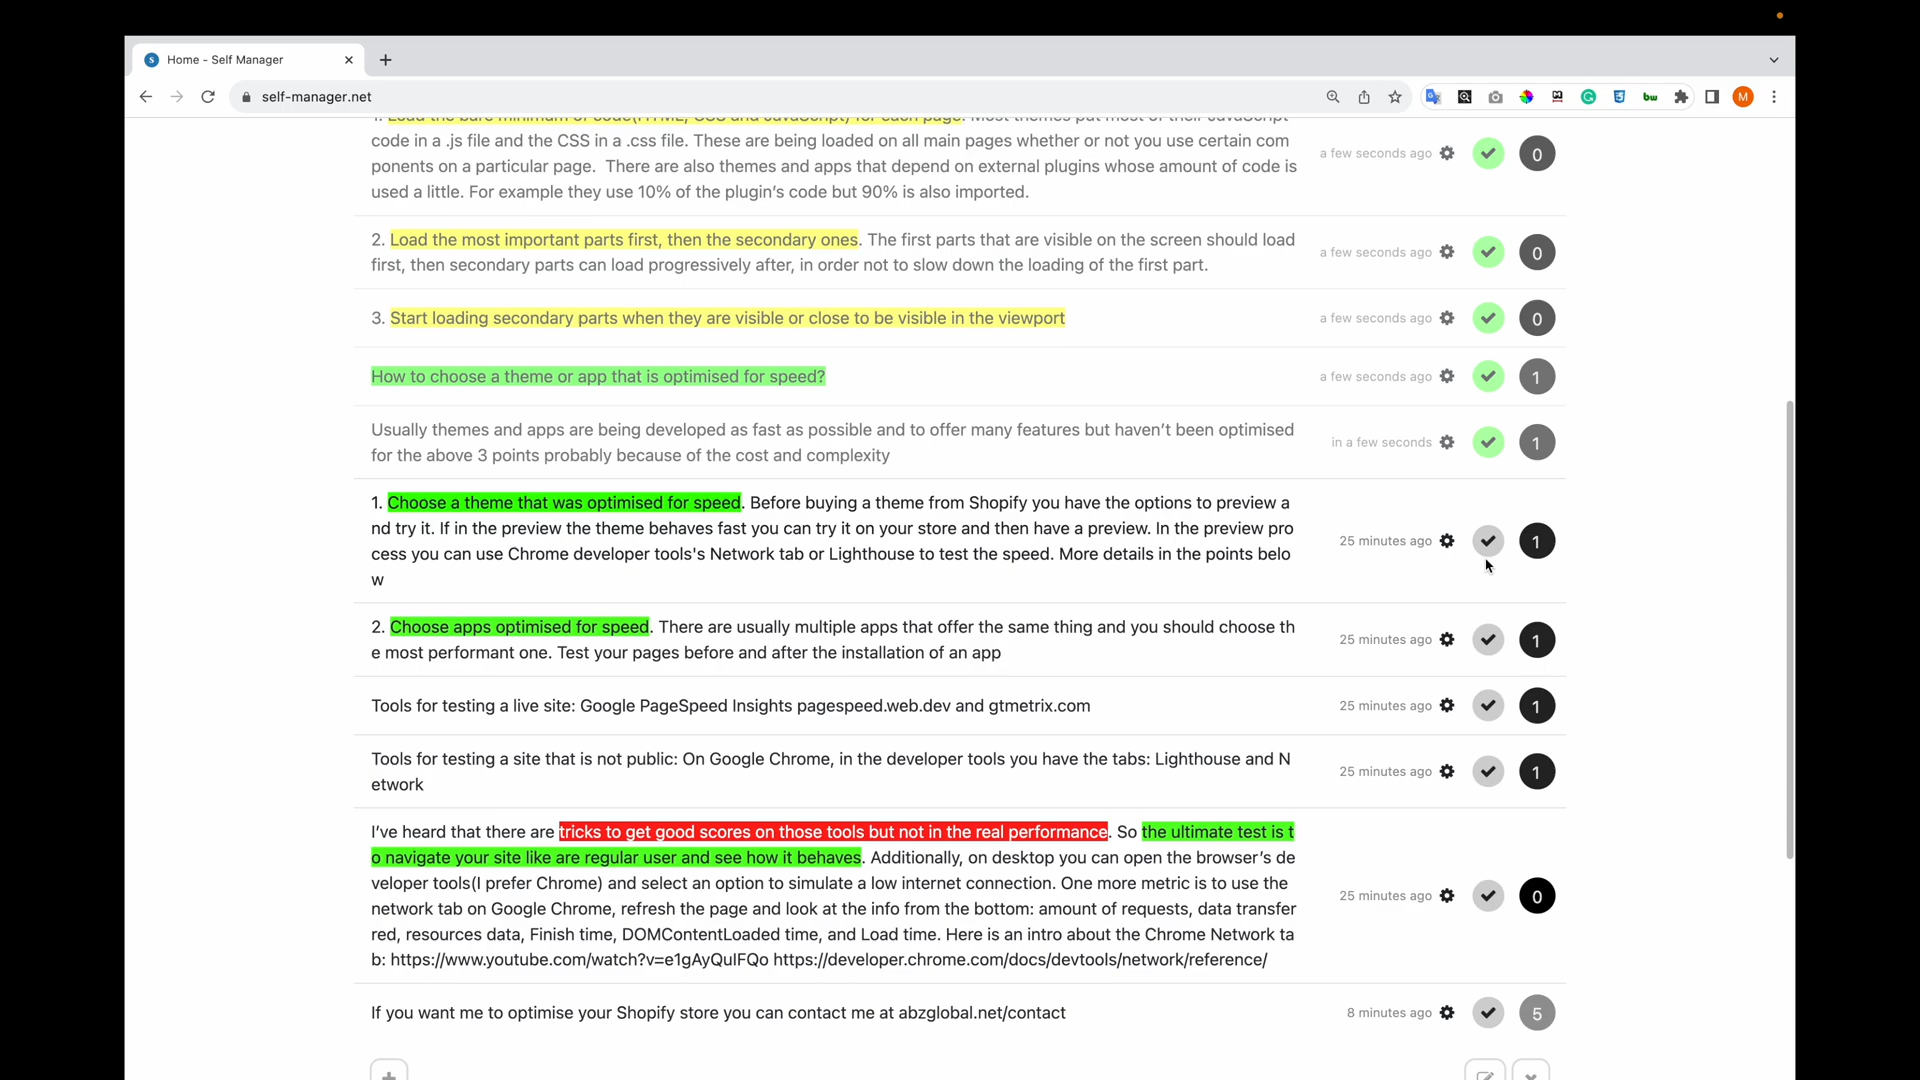 Home - Self Manager
self-manager.net
1. Load the bare minimum of code(HTML, CSS and JavaScript) for each page. Most themes put most of their JavaScript
code in a .js file and the CSS in a .css file. These are being loaded on all main pages whether or not you use certain com
ponents on a particular page.  There are also themes and apps that depend on external plugins whose amount of code is
used a little. For example they use 10% of the plugin's code but 90% is also imported.
a few seconds ago
0
2. Load the most important parts first, then the secondary ones. The first parts that are visible on the screen should load
first, then secondary parts can load progressively after, in order not to slow down the loading of the first part.
a few seconds ago
0
3. Start loading secondary parts when they are visible or close to be visible in the viewport
a few seconds ago
0
How to choose a theme or app that is optimised for speed?
a few seconds ago
1
Usually themes and apps are being developed as fast as possible and to offer many features but haven't been optimised
for the above 3 points probably because of the cost and complexity
in a few seconds
1
1. Choose a theme that was optimised for speed. Before buying a theme from Shopify you have the options to preview a
nd try it. If in the preview the theme behaves fast you can try it on your store and then have a preview. In the preview pro
cess you can use Chrome developer tools's Network tab or Lighthouse to test the speed. More details in the points belo
w
25 minutes ago
1
2. Choose apps optimised for speed. There are usually multiple apps that offer the same thing and you should choose th
e most performant one. Test your pages before and after the installation of an app
25 minutes ago
1
Tools for testing a live site: Google PageSpeed Insights pagespeed.web.dev and gtmetrix.com
25 minutes ago
1
Tools for testing a site that is not public: On Google Chrome, in the developer tools you have the tabs: Lighthouse and N
etwork
25 minutes ago
1
I've heard that there are tricks to get good scores on those tools but not in the real performance. So the ultimate test is t
o navigate your site like are regular user and see how it behaves. Additionally, on desktop you can open the browser's de
veloper tools(I prefer Chrome) and select an option to simulate a low internet connection. One more metric is to use the
network tab on Google Chrome, refresh the page and look at the info from the bottom: amount of requests, data transfer
red, resources data, Finish time, DOMContentLoaded time, and Load time. Here is an intro about the Chrome Network ta
b: https://www.youtube.com/watch?v=e1gAyQuIFQo https://developer.chrome.com/docs/devtools/network/reference/
25 minutes ago
0
If you want me to optimise your Shopify store you can contact me at abzglobal.net/contact
8 minutes ago
5